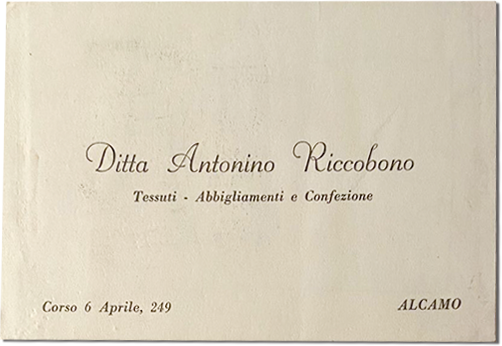 Ditta Antonino Riccobono
Tessuti - Abbigliamenti e Confezione
Corso 6 Aprile, 249
ALCAMO